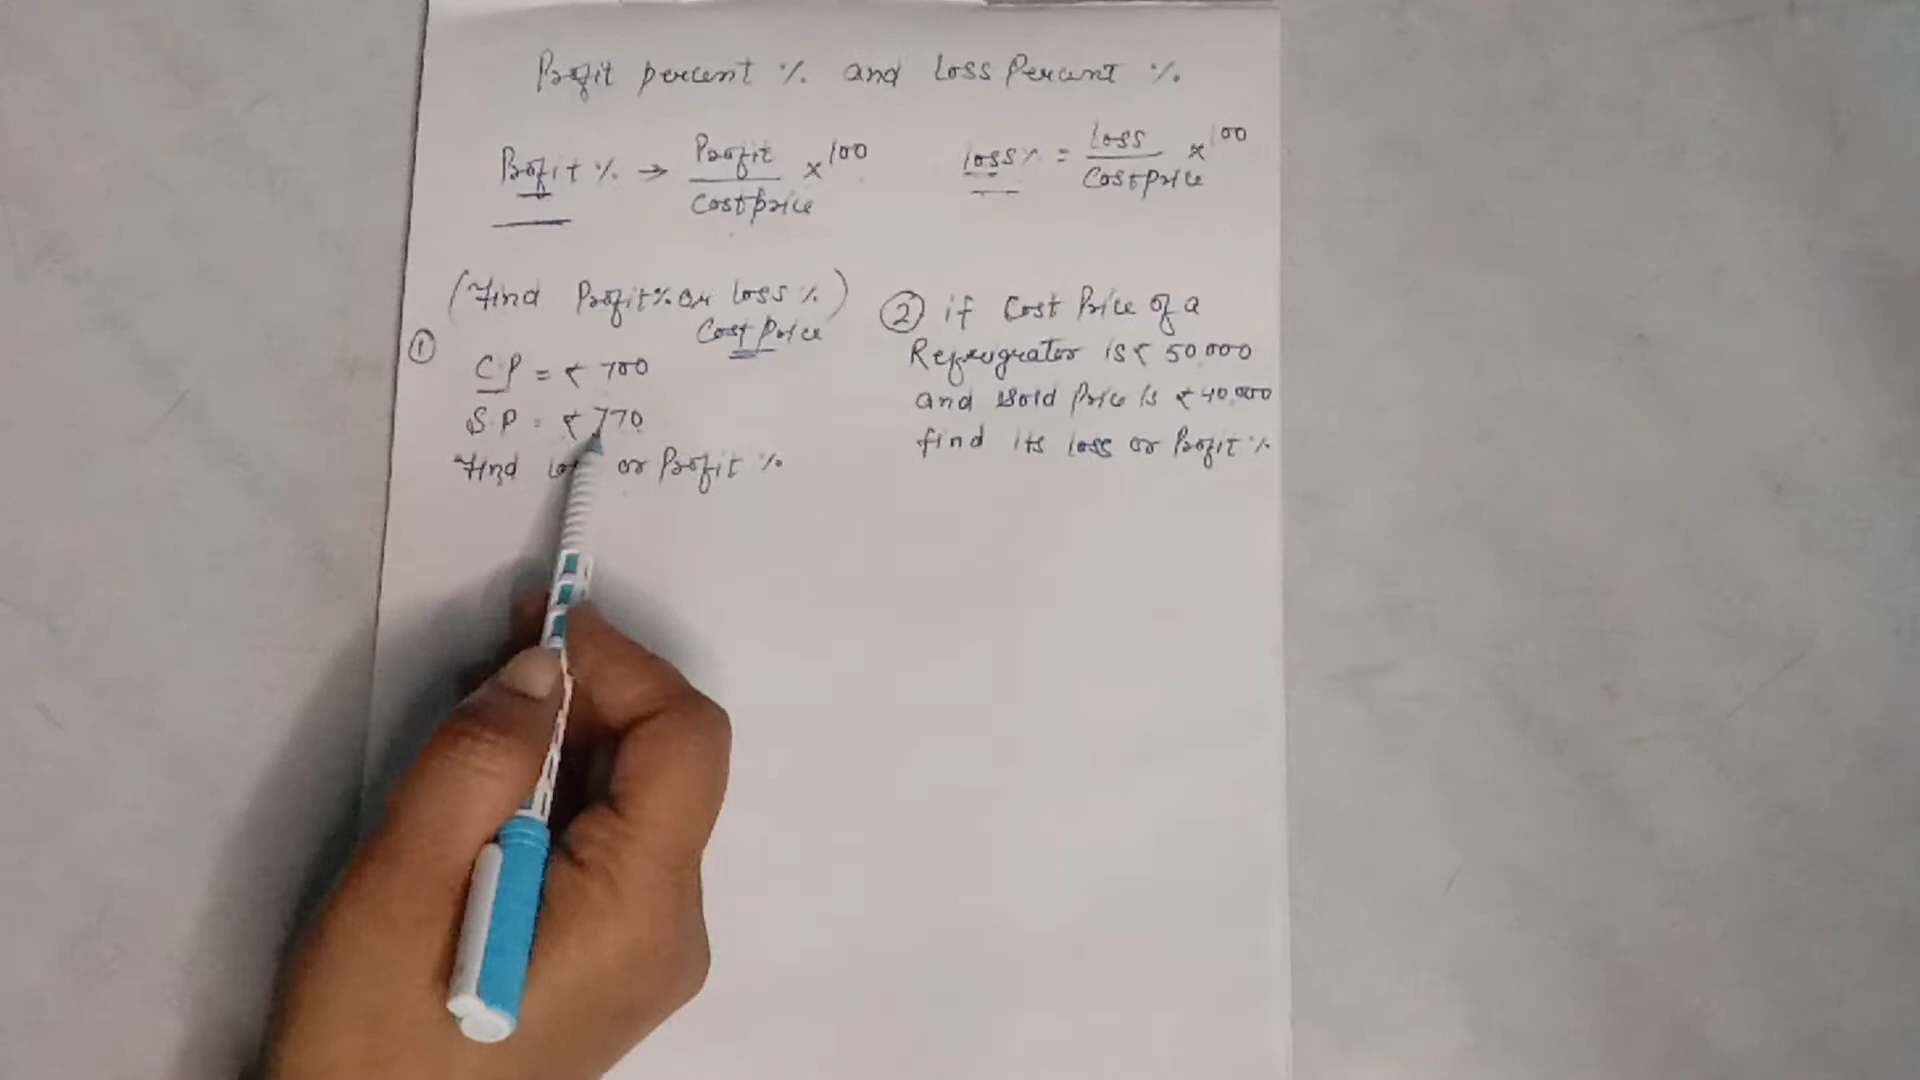 Profit percent % and Loss Percent %
Profit % → Profit / Cost price × 100
loss % = Loss / Cost price × 100
(Find Profit % or loss %)
Cost Price
① C.P = ₹ 700
S.P = ₹ 770
Find or Profit %
② if Cost Price of a
is ₹ 50,000
and sold Price is ₹ 40,000
find its loss or Profit %